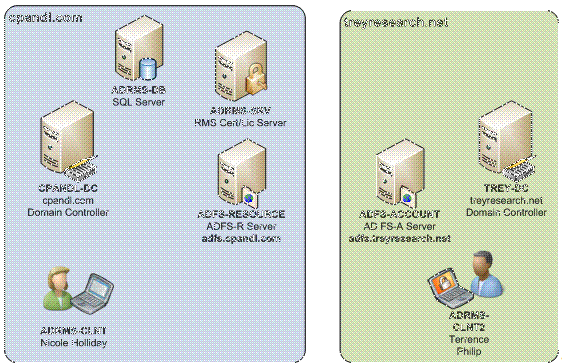 cpandl.com
treyresearch.net
ADRMS-DB
SQL Server
ADRMS-SRV
RMS Cert/Lic Server
CPANDL-DC
cpandl.com
Domain Controller
ADFS-RESOURCE
ADFS-R Server
adfs.cpandl.com
ADFS-ACCOUNT
AD FS-A Server
adfs.treyresearch.net
TREY-DC
treyresearch.net
Domain Controller
ADRMS-CLNT
Nicole Holliday
ADRMS-
CLNT2
Terrence
Philip